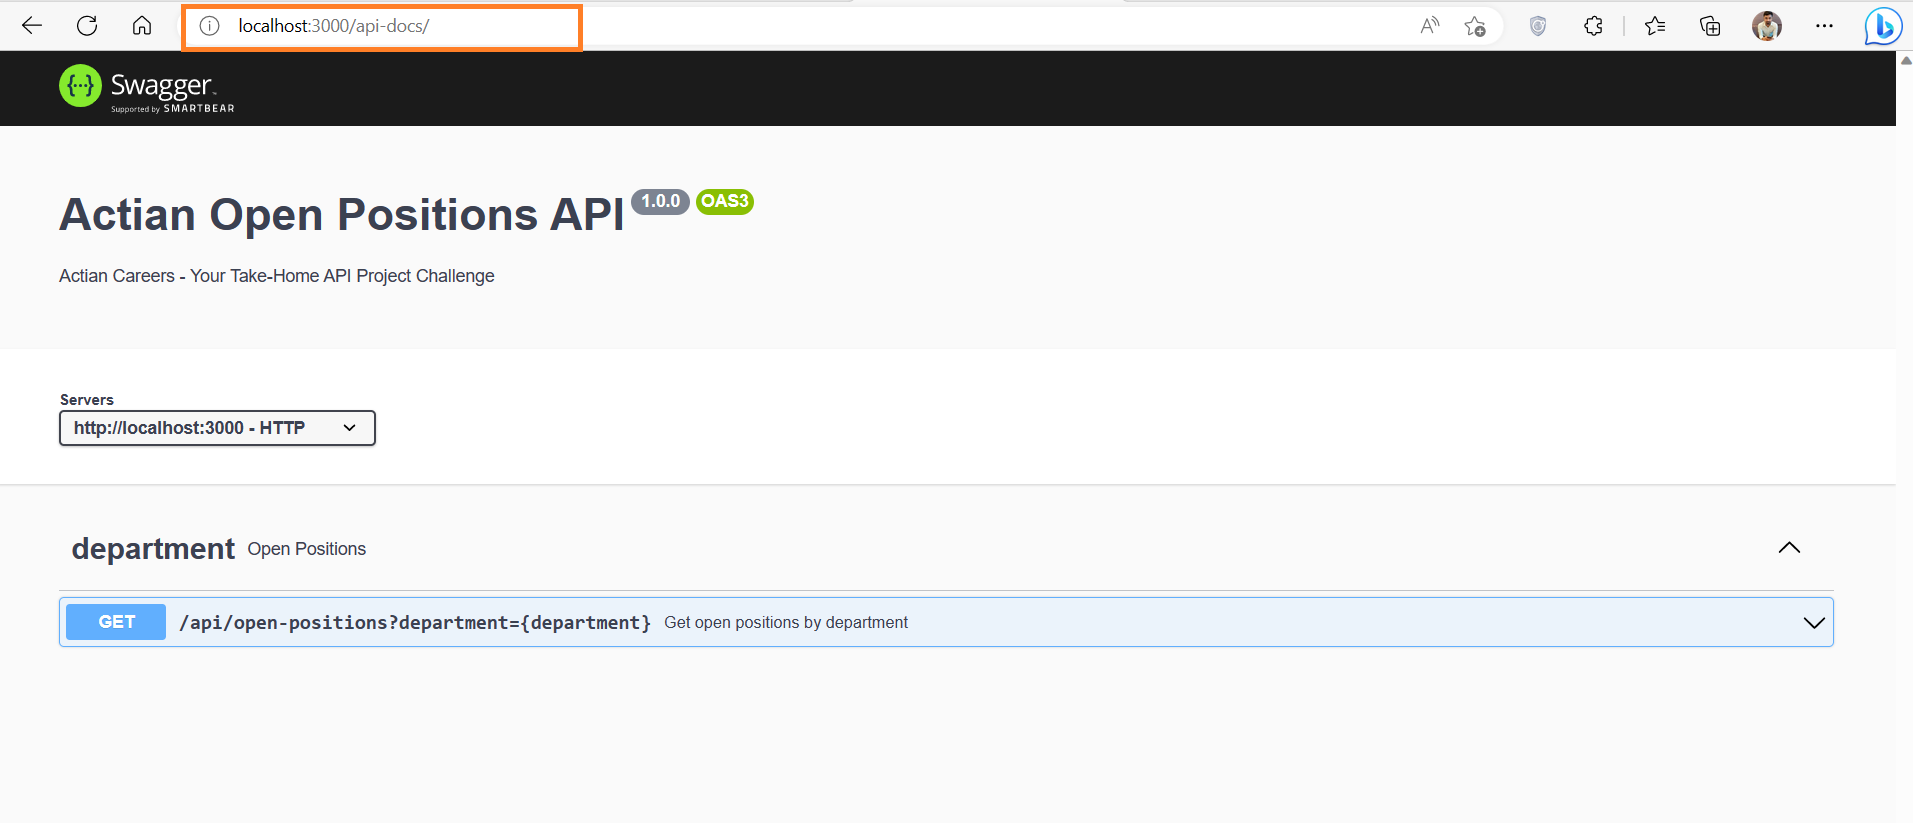 localhost:3000/api-docs/
Swagger
Supported by SMARTBEAR
Actian Open Positions API 1.0.0 OAS3
Actian Careers - Your Take-Home API Project Challenge
Servers
http://localhost:3000 - HTTP
department Open Positions
GET /api/open-positions?department={department} Get open positions by department